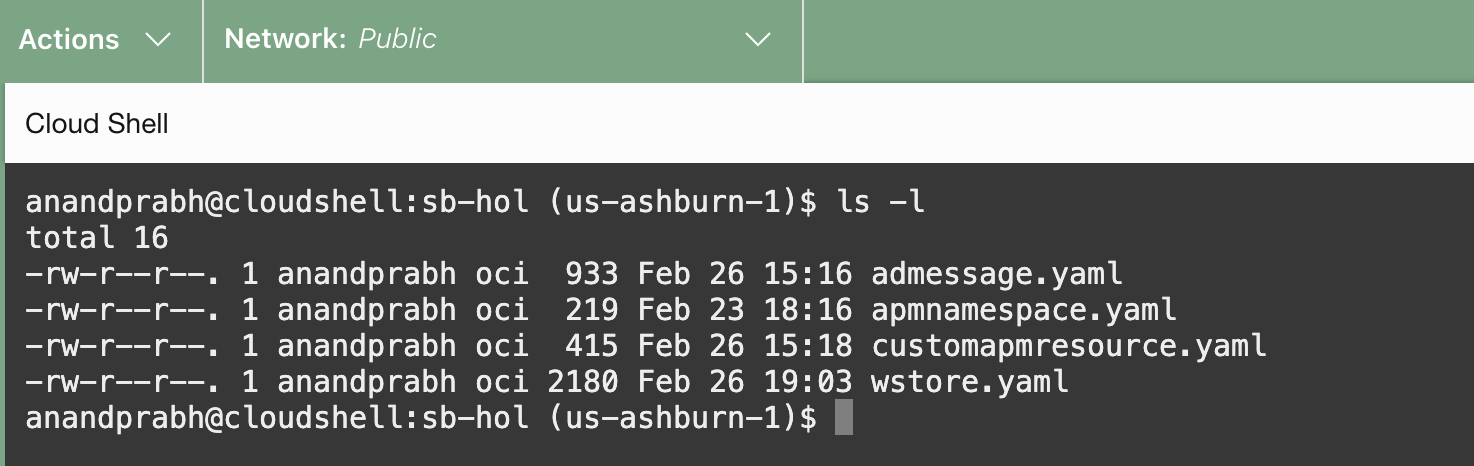 Actions
Network: Public
Cloud Shell
anandprabh@cloudshell:sb-hol (us-ashburn-1)$ ls -l
total 16
-rw-r--r--. 1 anandprabh oci  933 Feb 26 15:16 admessage.yaml
-rw-r--r--. 1 anandprabh oci  219 Feb 23 18:16 apmnamespace.yaml
-rw-r--r--. 1 anandprabh oci  415 Feb 26 15:18 customapmresource.yaml
-rw-r--r--. 1 anandprabh oci 2180 Feb 26 19:03 wstore.yaml
anandprabh@cloudshell:sb-hol (us-ashburn-1)$